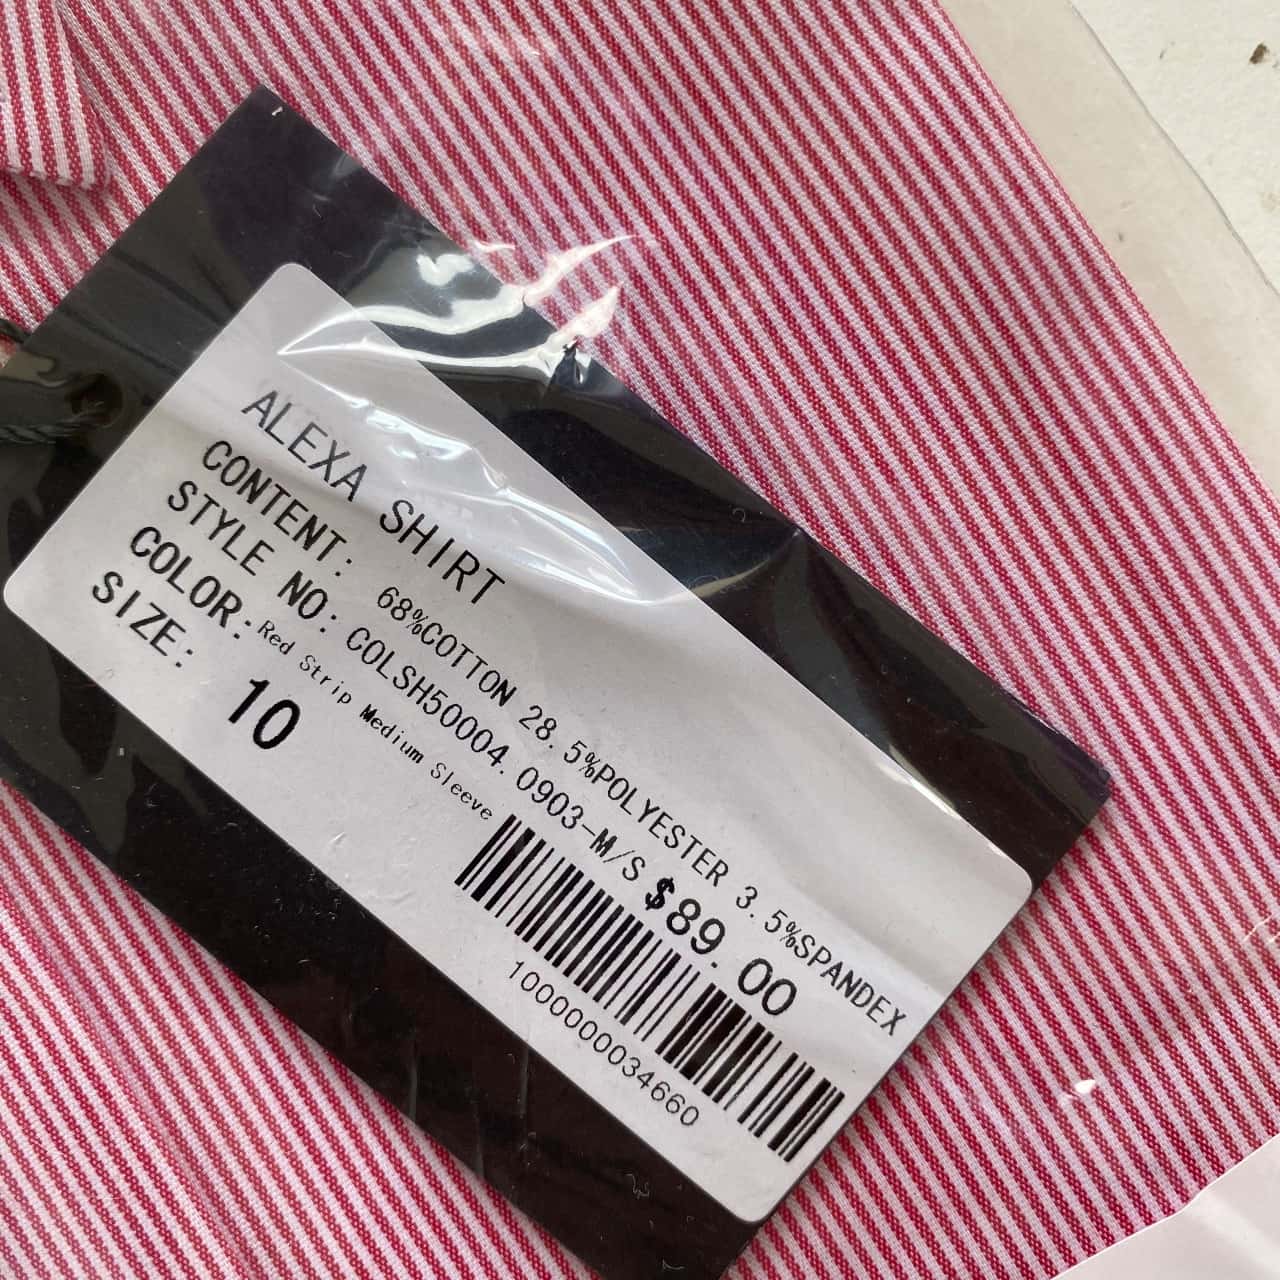 ALEXA SHIRT
CONTENT: 68%COTTON 28.5%POLYESTER 3.5%SPANDEX
STYLE NO: COLSH50004.0903-M/S
COLOR: Red Strip Medium Sleeve $89.00
SIZE: 10
1000000034660